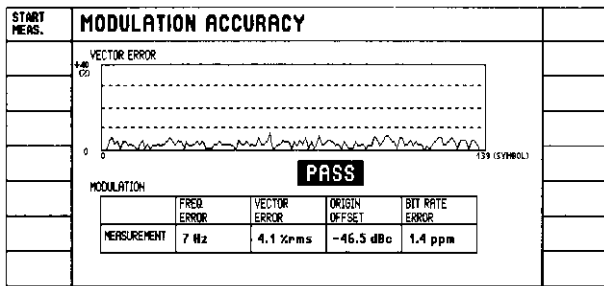 START
MEAS.
MODULATION ACCURACY
VECTOR ERROR
+40
(%)
0
0
139 (SYMBOL)
PASS
MODULATION
FREQ. ERROR VECTOR ERROR ORIGIN OFFSET BIT RATE ERROR
MEASUREMENT 7 Hz 4.1 %rms -46.5 dBc 1.4 ppm